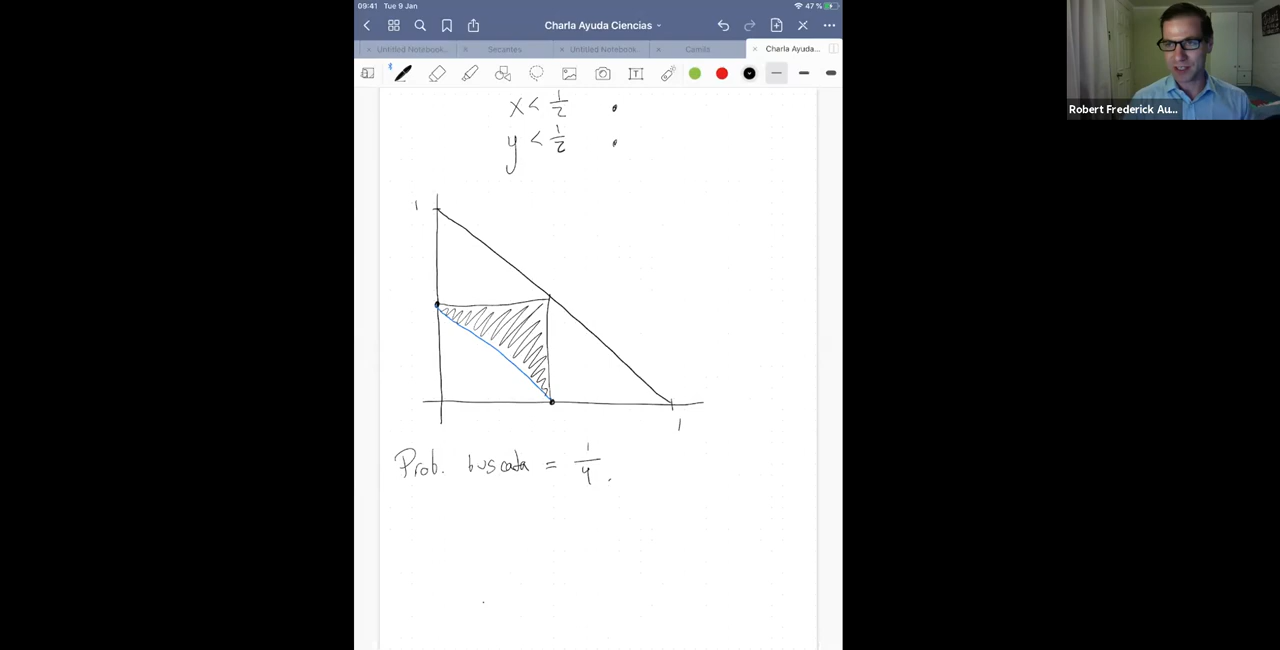 09:41 Tue 9 Jan
47 %
Charla Ayuda Ciencias
Untitled Notebook...
Secantes
Untitled Notebook
Camila
Charla Ayuda...
x < 1/2
y < 1/2
1
1
Prob. buscada = 1/4.
Robert Frederick Au...